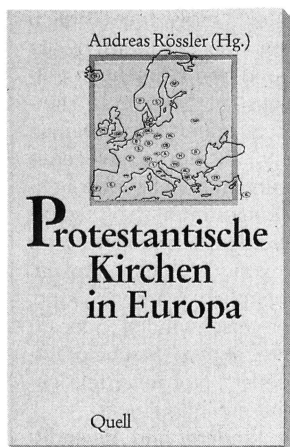 Andreas Rössler (Hg.)
Protestantische
Kirchen
in Europa
Quell